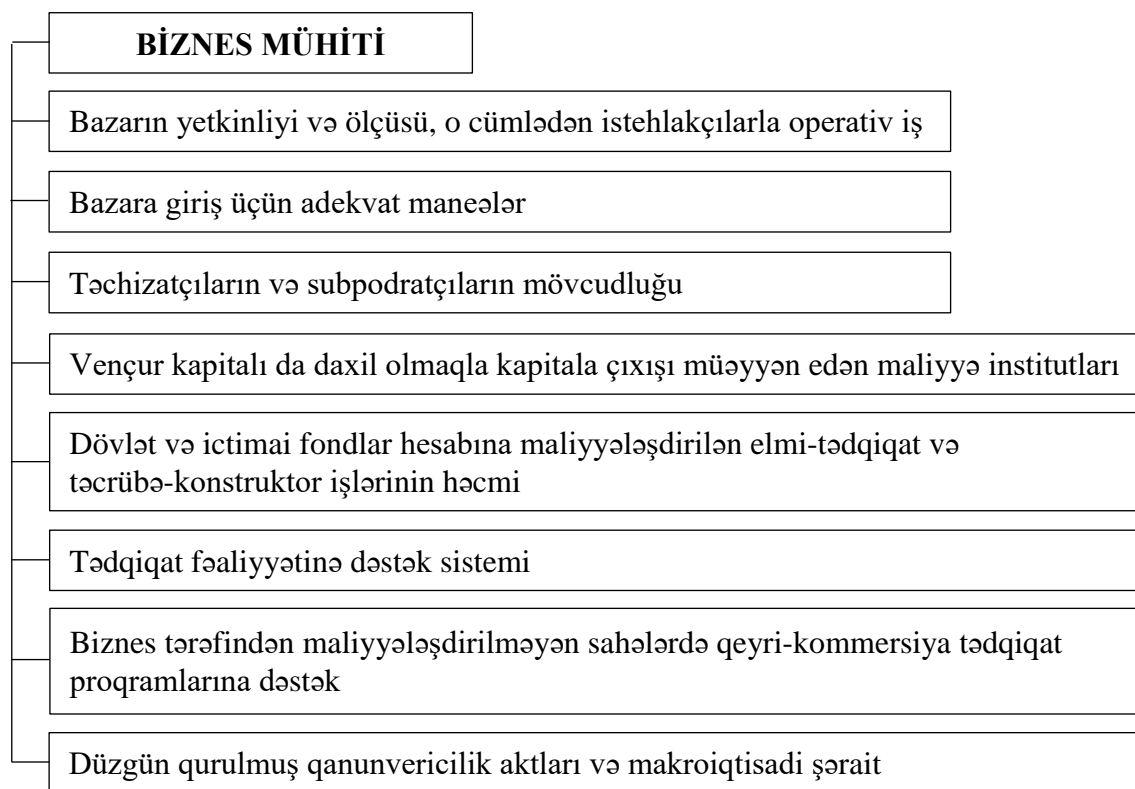 BİZNES MÜHİTİ
Bazarın yetkinliyi və ölçüsü, o cümlədən istehlakçılarla operativ iş
Bazara giriş üçün adekvat maneələr
Təchizatçıların və subpodratçıların mövcudluğu
Vençur kapitalı da daxil olmaqla kapitala çıxışı müəyyən edən maliyyə institutları
Dövlət və ictimai fondlar hesabına maliyyələşdirilən elmi-tədqiqat və
təcrübə-konstruktor işlərinin həcmi
Tədqiqat fəaliyyətinə dəstək sistemi
Biznes tərəfindən maliyyələşdirilməyən sahələrdə qeyri-kommersiya tədqiqat
proqramlarına dəstək
Düzgün qurulmuş qanunvericilik aktları və makroiqtisadi şərait